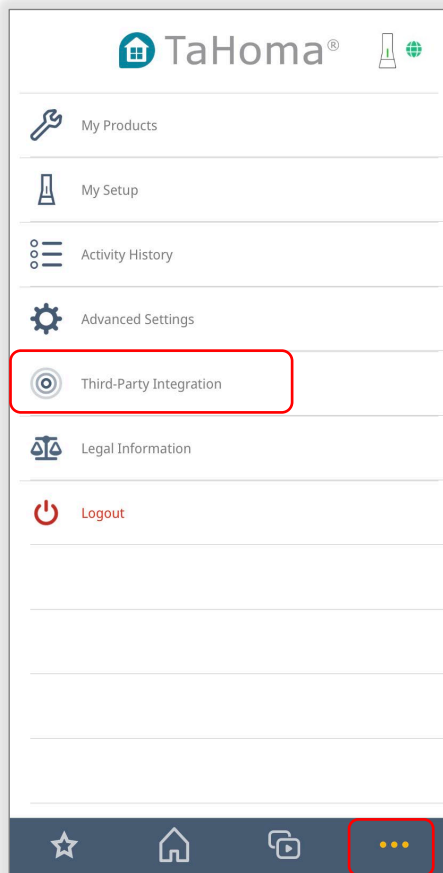 TaHoma®
My Products
My Setup
Activity History
Advanced Settings
Third-Party Integration
Legal Information
Logout